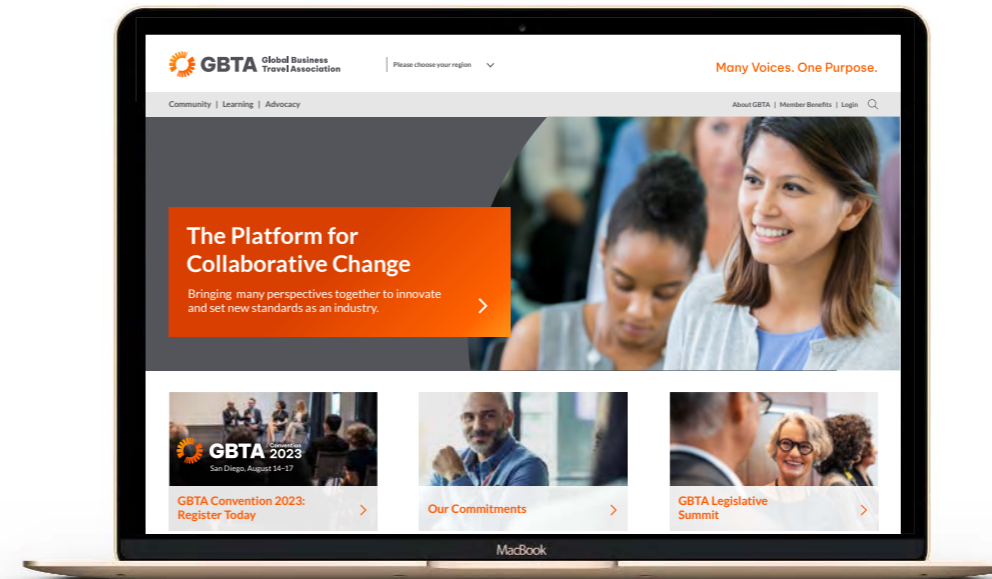 GBTA Global Business
Travel Association
Please choose your region
Many Voices. One Purpose.
Community | Learning | Advocacy
About GBTA | Member Benefits | Login
The Platform for
Collaborative Change
Bringing many perspectives together to innovate
and set new standards as an industry.
GBTA Convention
2023
San Diego, August 14-17
GBTA Convention 2023:
Register Today
Our Commitments
GBTA Legislative
Summit
MacBook